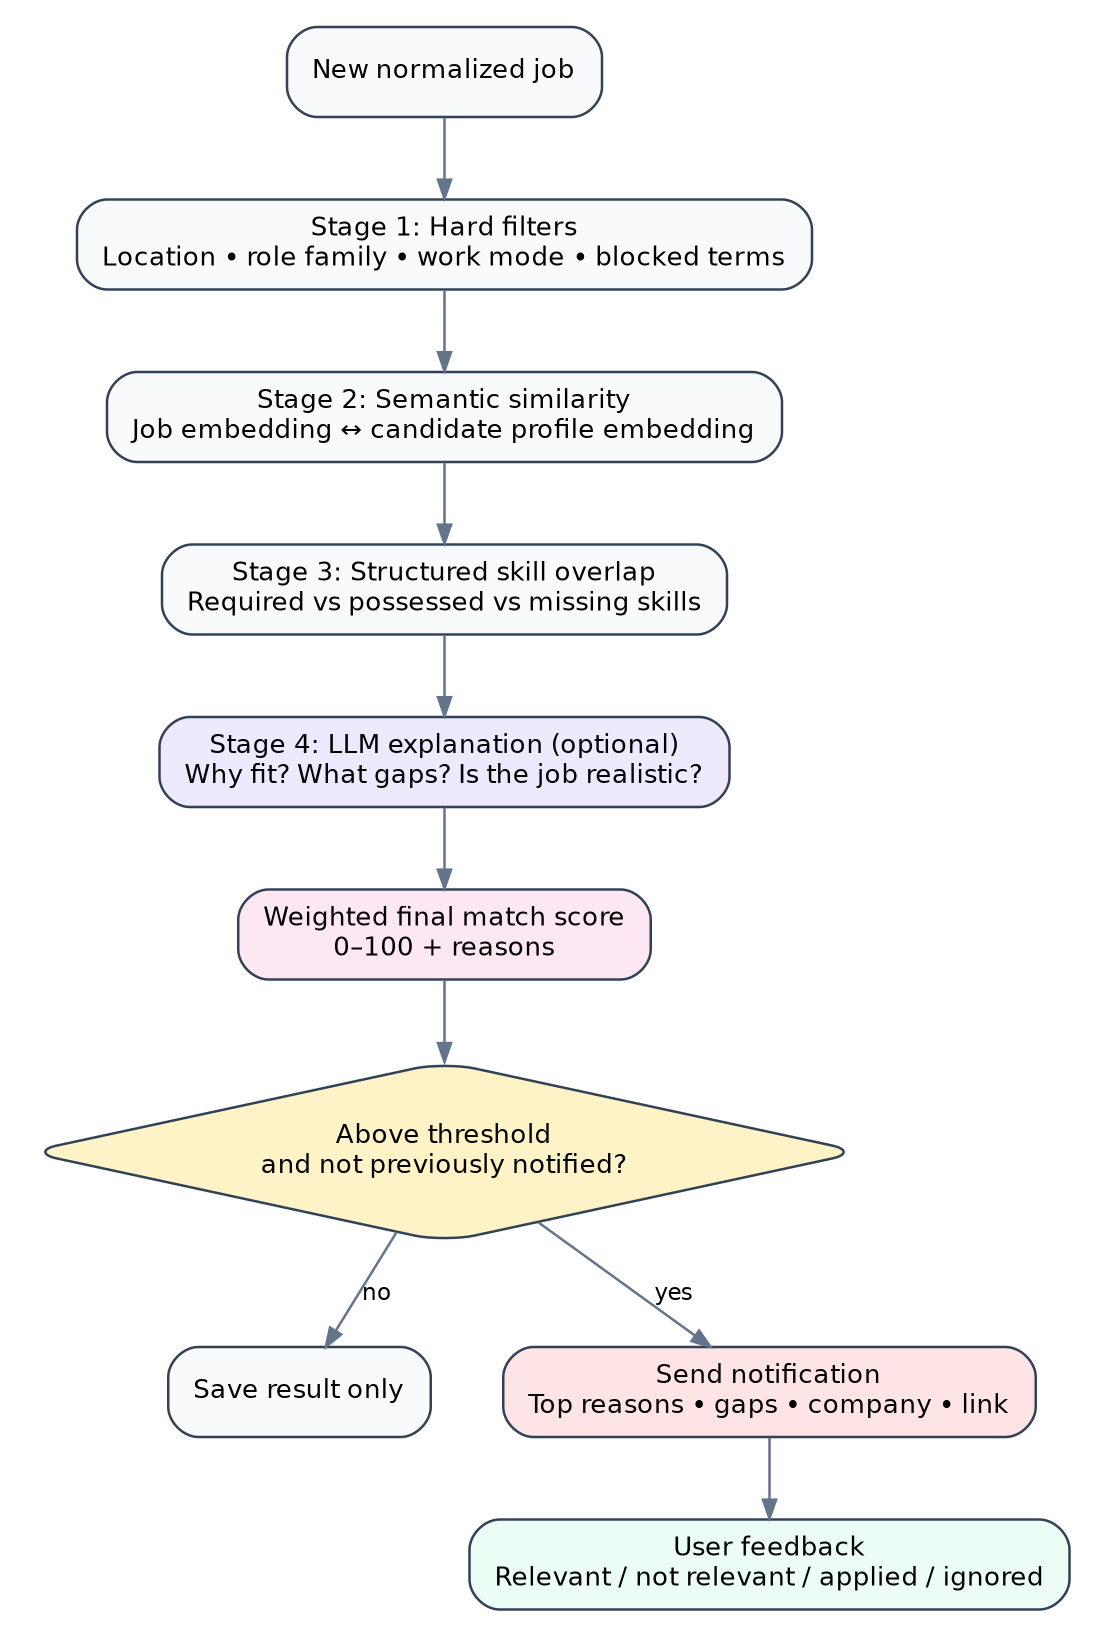 New normalized job
Stage 1: Hard filters
Location • role family • work mode • blocked terms
Stage 2: Semantic similarity
Job embedding ↔ candidate profile embedding
Stage 3: Structured skill overlap
Required vs possessed vs missing skills
Stage 4: LLM explanation (optional)
Why fit? What gaps? Is the job realistic?
Weighted final match score
0–100 + reasons
Above threshold
and not previously notified?
no
yes
Save result only
Send notification
Top reasons • gaps • company • link
User feedback
Relevant / not relevant / applied / ignored